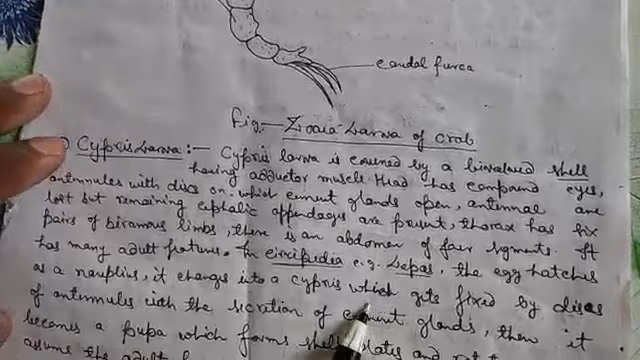 caudal furca
Fig:— Zoaea Larva of crab
Cypris Larva :— Cypris larva is covered by a bivalved shell
having adductor muscle Head has compound eyes,
antennules with discs on which cement glands open, antennae are
lost but remaining cephalic appendages are present, thorax has six
pairs of biramous limbs, there is an abdomen of four segments. It
has many adult features. In cirripedia e.g. Lepas, the egg hatches
as a nauplius, it changes into a cypris which gets fixed by discs
of antennules with the secretion of cement glands, then it
becomes a pupa which forms shell plates and
assume the adult